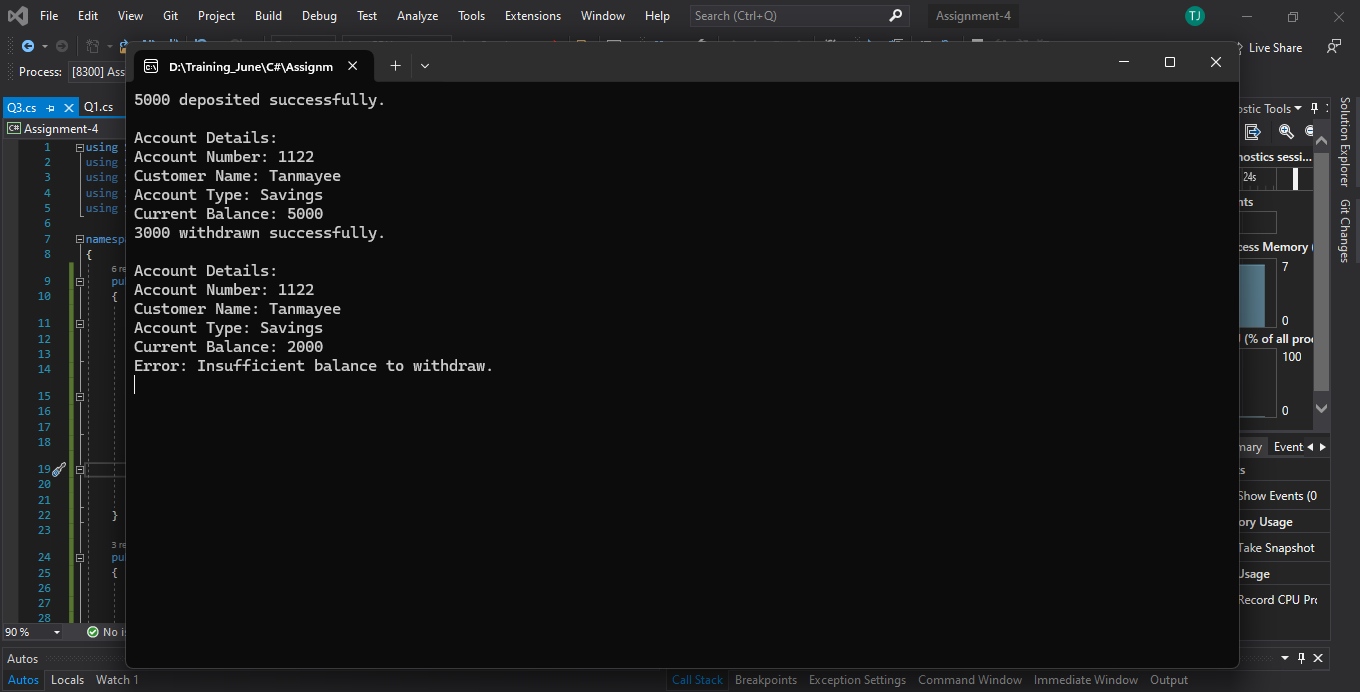 File Edit View Git Project Build Debug Test Analyze Tools Extensions Window Help Search (Ctrl+Q) Assignment-4 TJ
Live Share
Process: [8300] Ass
D:\Training_June\C#\Assignm
Q3.cs Q1.cs
Assignment-4
5000 deposited successfully.
Account Details:
Account Number: 1122
Customer Name: Tanmayee
Account Type: Savings
Current Balance: 5000
3000 withdrawn successfully.
Account Details:
Account Number: 1122
Customer Name: Tanmayee
Account Type: Savings
Current Balance: 2000
Error: Insufficient balance to withdraw.
1 using
2 using
3 using
4 using
5 using
6
7 namesp
8 {
6 re
9 pu
10 {
11
12
13
14
15
16
17
18
19
20
21
22 }
23
3 re
24 pu
25 {
26
27
28
90 % No is
ostic Tools
nostics sessi...
24s
nts
cess Memory (
7
0
(% of all proc
100
0
mary Event
ts
Show Events (0
ory Usage
Take Snapshot
Usage
Record CPU Pro
Solution Explorer
Git Changes
Autos
Autos Locals Watch 1
Call Stack Breakpoints Exception Settings Command Window Immediate Window Output